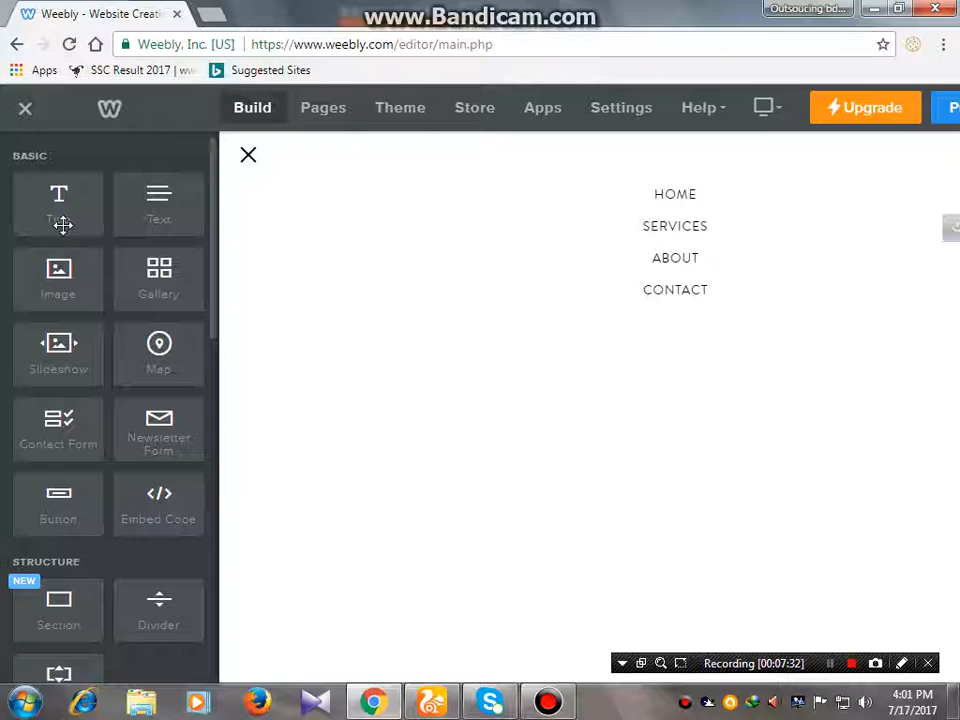 www.Bandicam.com
Weebly - Website Creati
Outsoucing bd...
Weebly, Inc. [US]
https://www.weebly.com/editor/main.php
Apps
SSC Result 2017 | ww
Suggested Sites
Build
Pages
Theme
Store
Apps
Settings
Help
Upgrade
BASIC
Text
Image
Gallery
Slideshow
Map
Contact Form
Newsletter
Form
Button
Embed Code
STRUCTURE
NEW
Section
Divider
HOME
SERVICES
ABOUT
CONTACT
Recording [00:07:32]
4:01 PM
7/17/2017